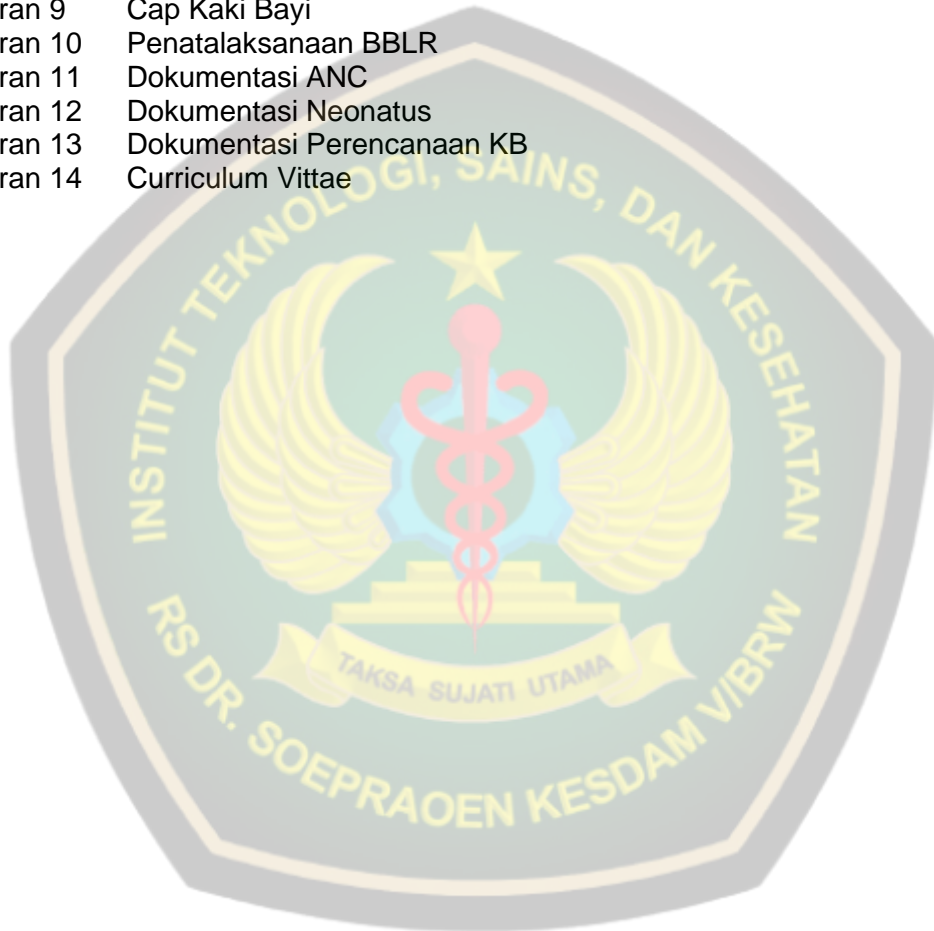 ran 9 Cap Kaki Bayi
ran 10 Penatalaksanaan BBLR
ran 11 Dokumentasi ANC
ran 12 Dokumentasi Neonatus
ran 13 Dokumentasi Perencanaan KB
ran 14 Curriculum Vittae
INSTITUT TEKNOLOGI, SAINS, DAN KESEHATAN
TAKSA SUJATI UTAMA
RS DR. SOEPRAOEN KESDAM V/BRW